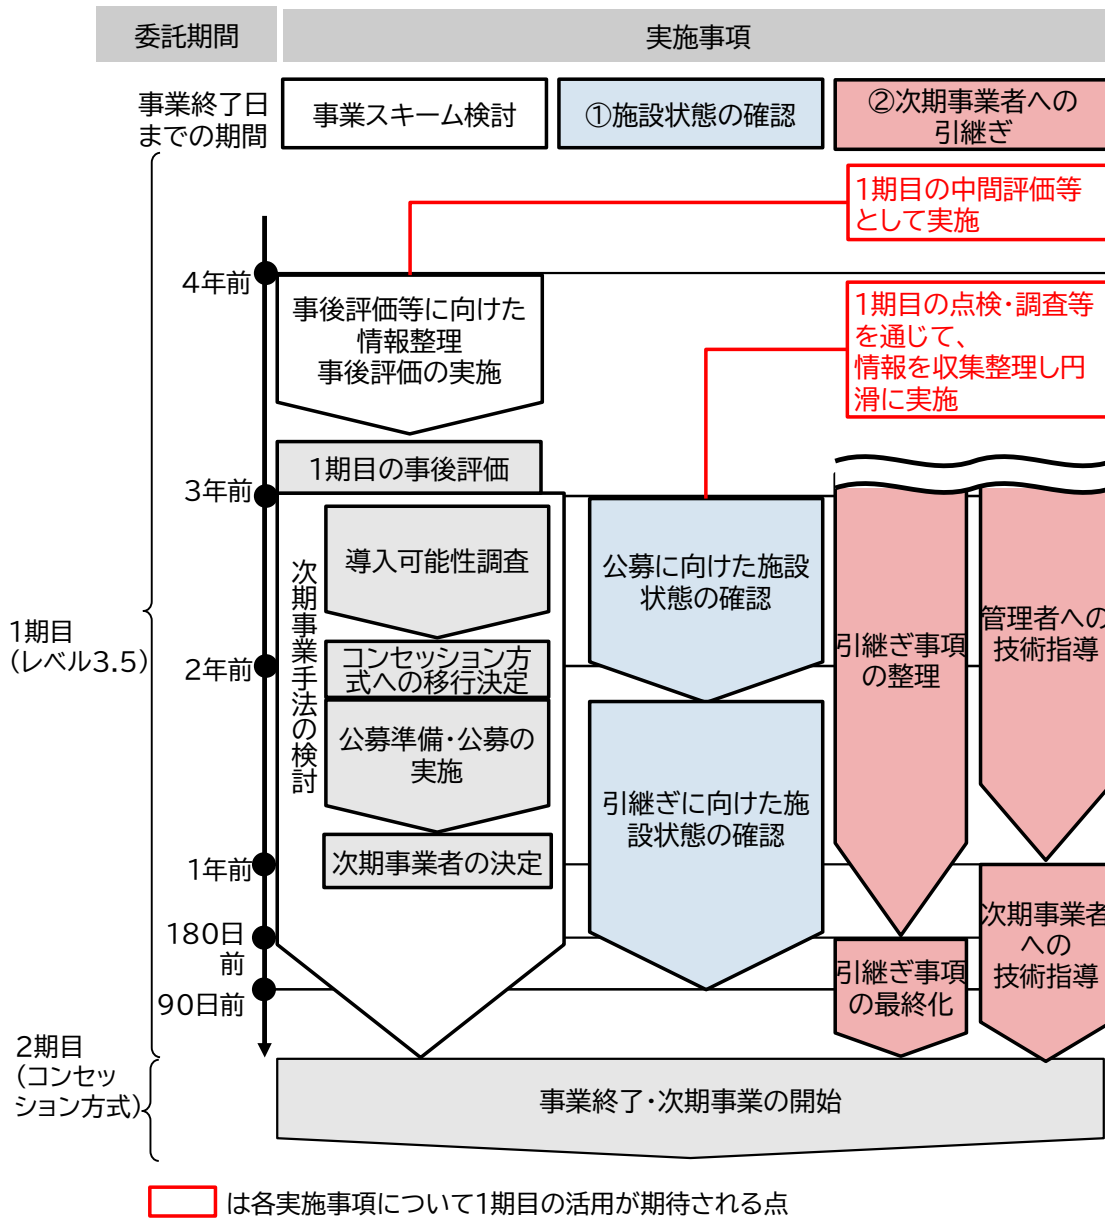 委託期間
実施事項
事業終了日
までの期間
事業スキーム検討
①施設状態の確認
②次期事業者への
引継ぎ
1期目の中間評価等
として実施
4年前
事後評価等に向けた
情報整理
事後評価の実施
1期目の点検・調査等
を通じて、
情報を収集整理し円
滑に実施
1期目の事後評価
3年前
次期事業手法の検討
導入可能性調査
公募に向けた施設
状態の確認
引継ぎ事項
の整理
管理者への
技術指導
1期目
(レベル3.5)
2年前
コンセッション方
式への移行決定
公募準備・公募の
実施
引継ぎに向けた施
設状態の確認
1年前
次期事業者の決定
180日
前
次期事業者
への
技術指導
引継ぎ事項
の最終化
90日前
2期目
(コンセッ
ション方式)
事業終了・次期事業の開始
は各実施事項について1期目の活用が期待される点